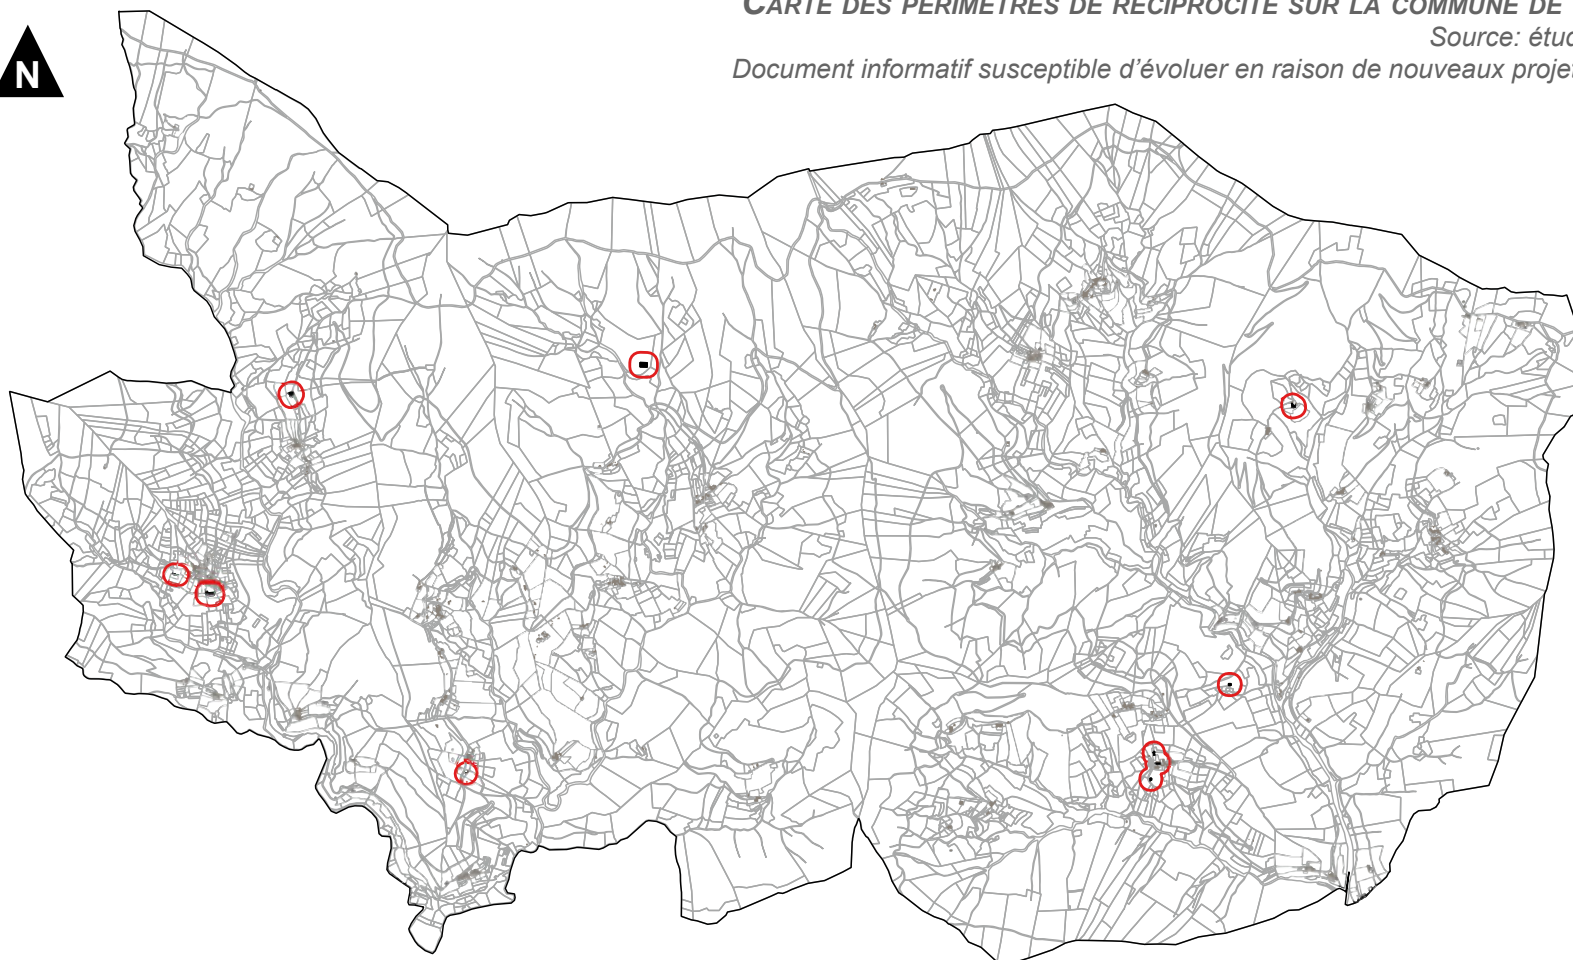 CARTE DES PERIMETRES DE RECIPROCITE SUR LA COMMUNE DE
Source: étud
Document informatif susceptible d’évoluer en raison de nouveaux projet
N